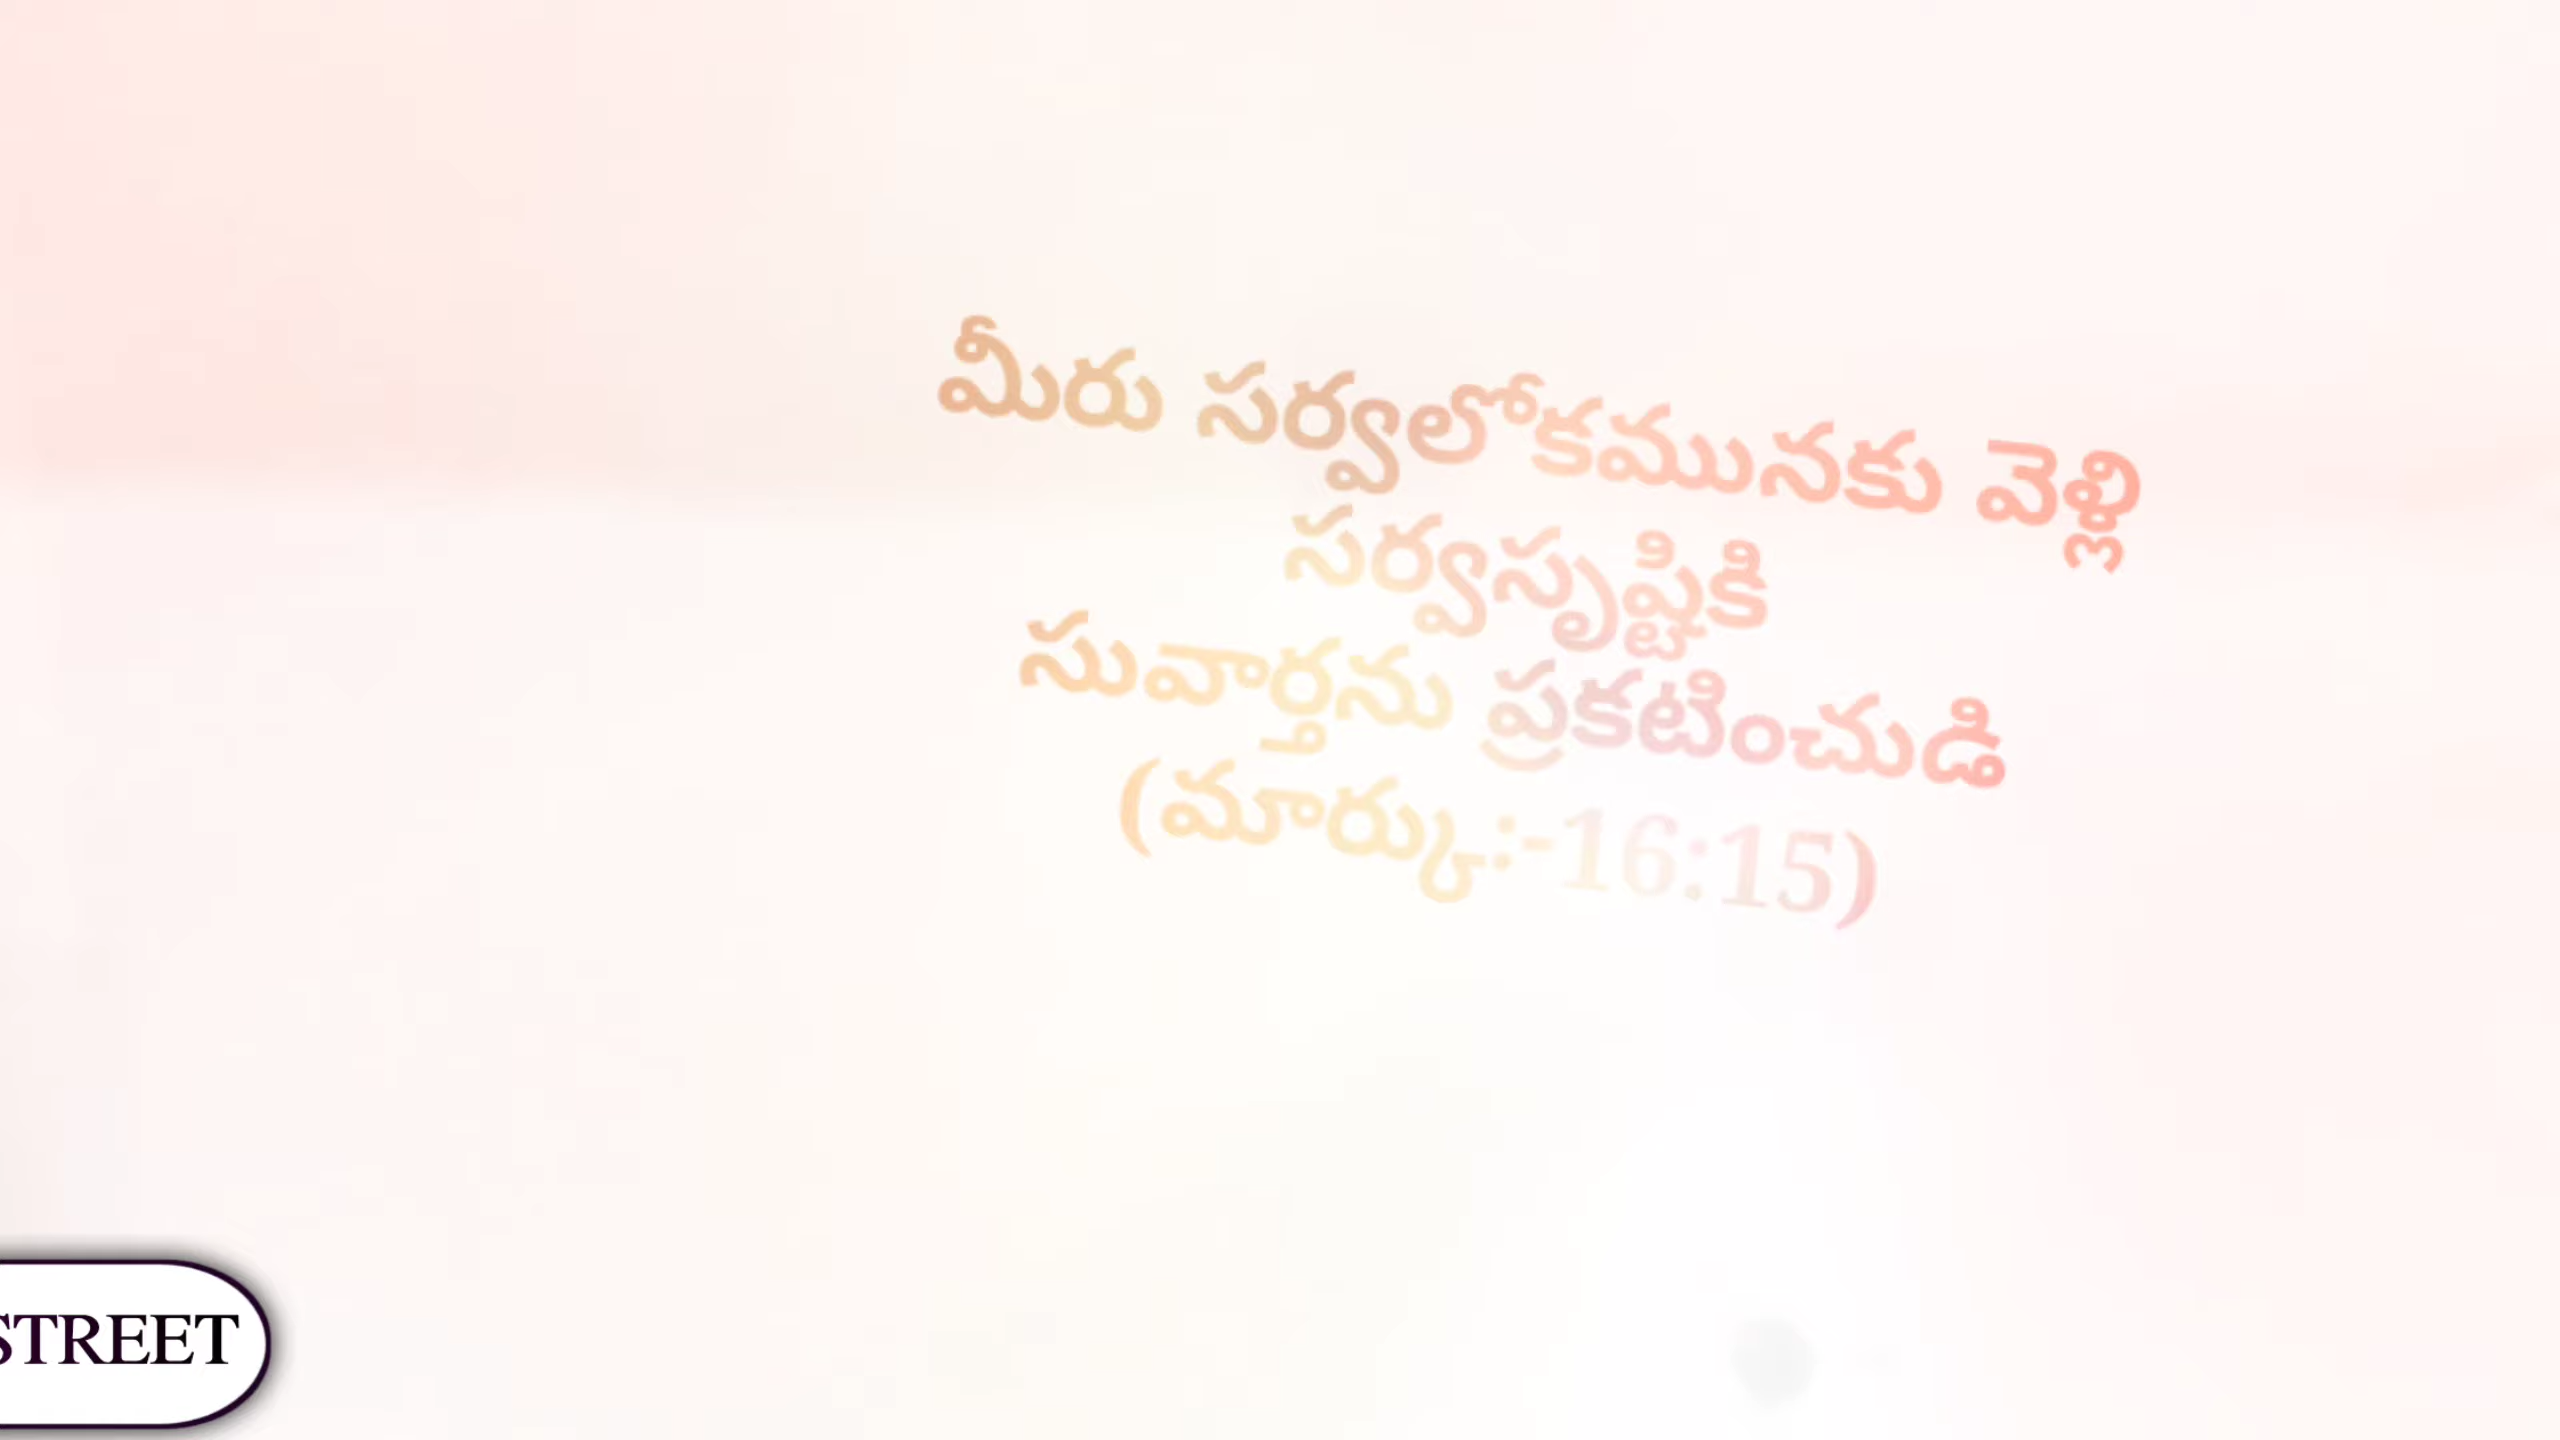 మీరు సర్వలోకమునకు వెళ్లి
సర్వసృష్టికి
సువార్తను ప్రకటించుడి
(మార్కు:-16:15)
STREET